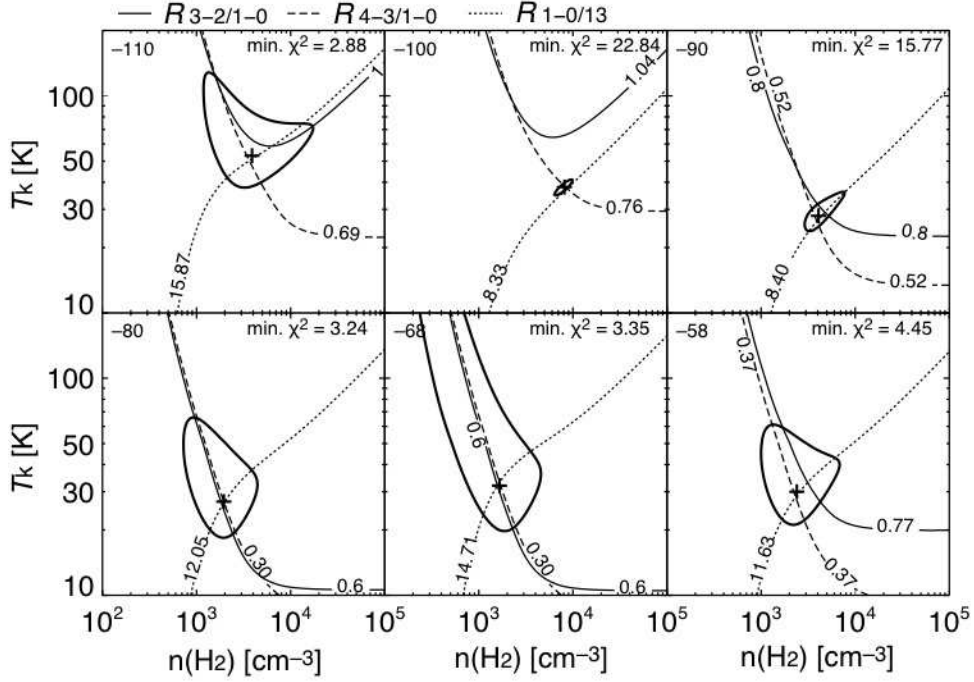 R 3−2/1−0 R 4−3/1−0 R 1−0/13
−110 min. χ² = 2.88
−100 min. χ² = 22.84
−90 min. χ² = 15.77
1
15.87
0.69
1.04
0.76
8.33
0.8
0.52
0.8
0.52
8.40
100
50
30
10
Tk [K]
−80 min. χ² = 3.24
−68 min. χ² = 3.35
−58 min. χ² = 4.45
12.05
0.30
0.6
0.6
14.71
0.30
0.6
0.37
0.77
11.63
0.37
100
50
30
10
Tk [K]
10² 10³ 10⁴ 10⁵ 10³ 10⁴ 10⁵ 10³ 10⁴ 10⁵
n(H₂) [cm⁻³] n(H₂) [cm⁻³] n(H₂) [cm⁻³]